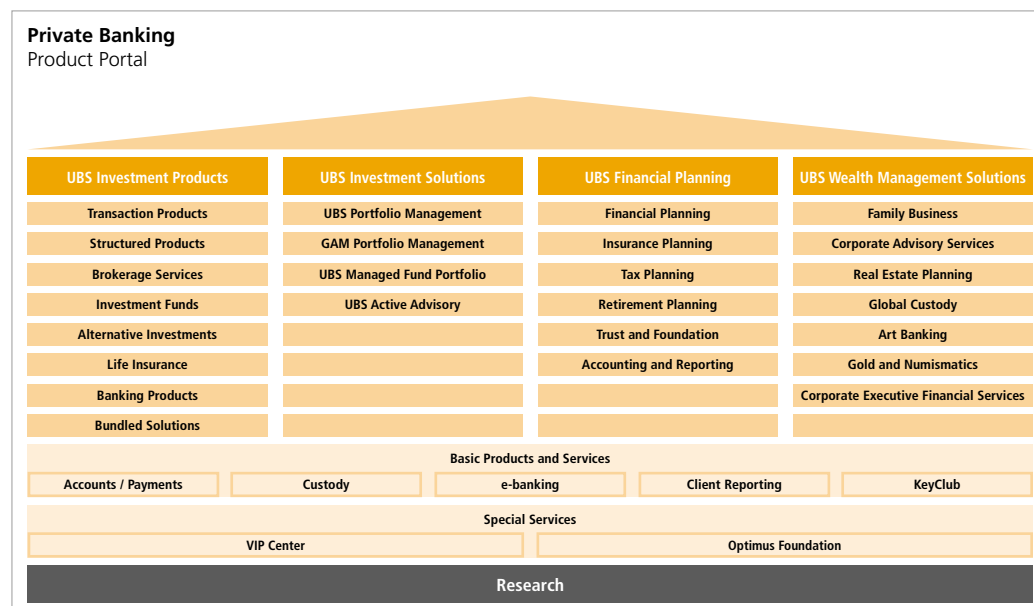 Private Banking
Product Portal
UBS Investment Products
Transaction Products
Structured Products
Brokerage Services
Investment Funds
Alternative Investments
Life Insurance
Banking Products
Bundled Solutions
UBS Investment Solutions
UBS Portfolio Management
GAM Portfolio Management
UBS Managed Fund Portfolio
UBS Active Advisory
UBS Financial Planning
Financial Planning
Insurance Planning
Tax Planning
Retirement Planning
Trust and Foundation
Accounting and Reporting
UBS Wealth Management Solutions
Family Business
Corporate Advisory Services
Real Estate Planning
Global Custody
Art Banking
Gold and Numismatics
Corporate Executive Financial Services
Basic Products and Services
Accounts / Payments
Custody
e-banking
Client Reporting
KeyClub
Special Services
VIP Center
Optimus Foundation
Research